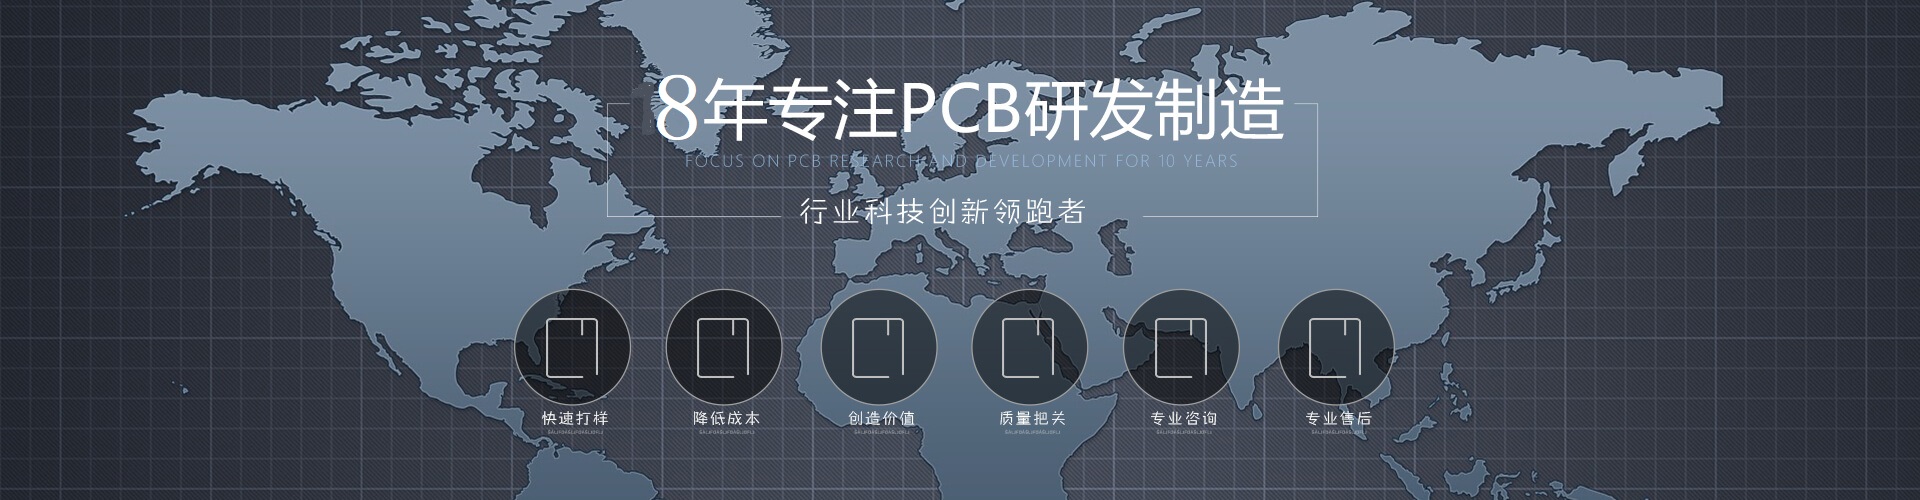 8年专注PCB研发制造
FOCUS ON PCB RESEARCH AND DEVELOPMENT FOR 10 YEARS
行业科技创新领跑者
快速打样 降低成本 创造价值 质量把关 专业咨询 专业售后